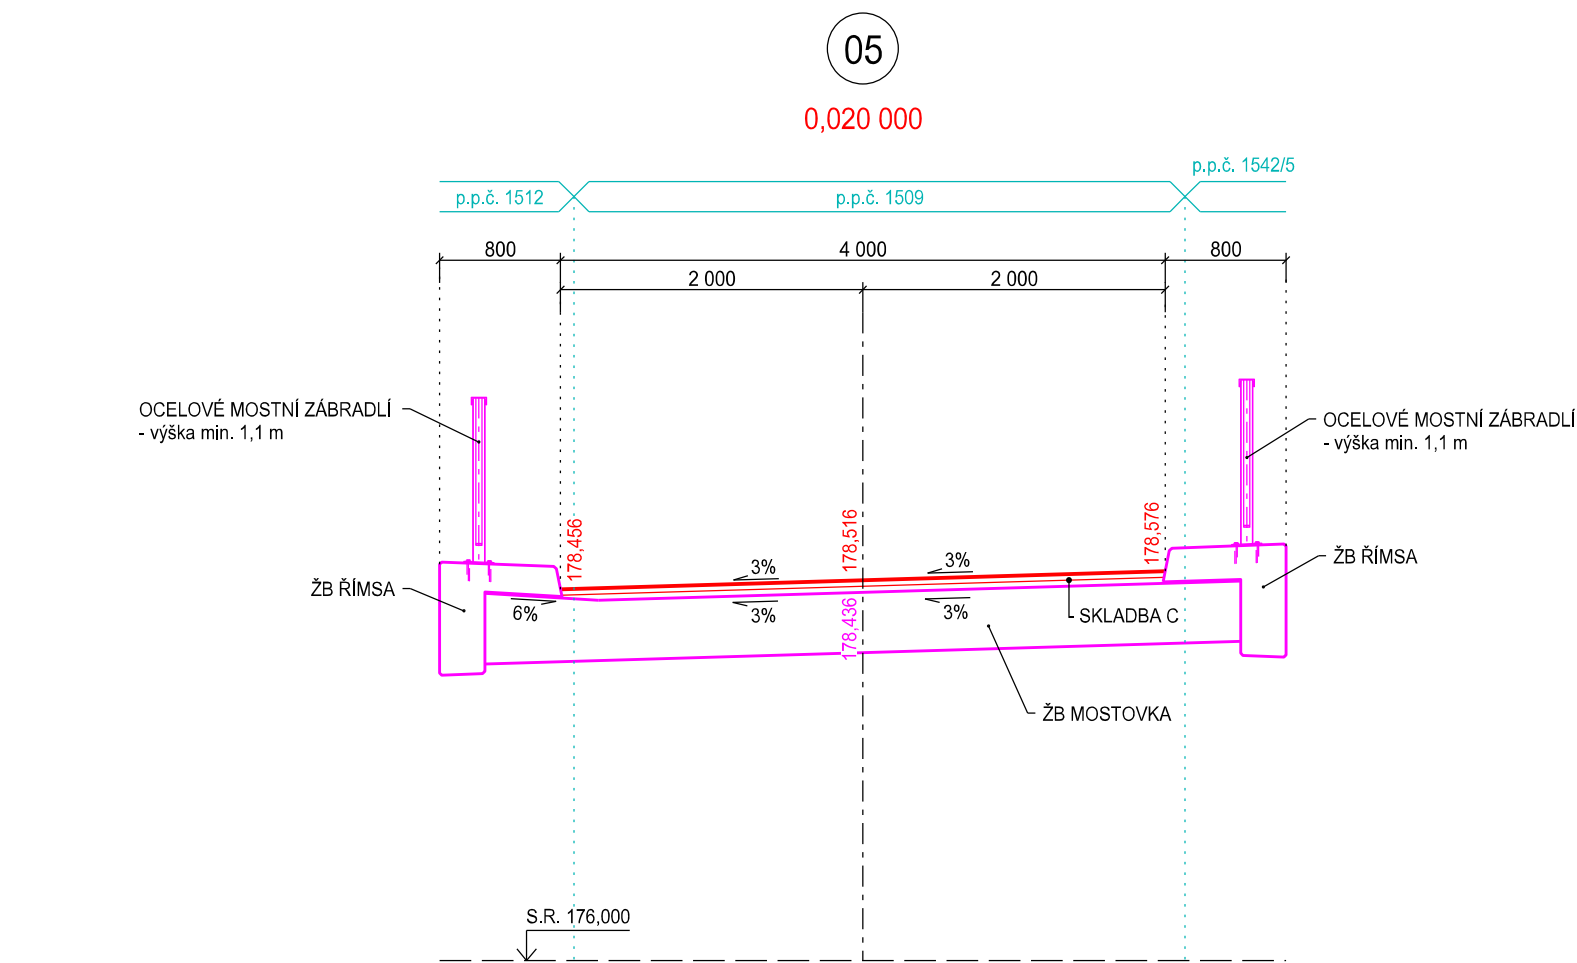 05
0,020 000
p.p.č. 1542/5
p.p.č. 1512
p.p.č. 1509
800
4 000
800
2 000
2 000
OCELOVÉ MOSTNÍ ZÁBRADLÍ
- výška min. 1,1 m
OCELOVÉ MOSTNÍ ZÁBRADLÍ
- výška min. 1,1 m
178,456
178,516
178,576
3%
3%
ŽB ŘÍMSA
ŽB ŘÍMSA
6%
3%
178,436
3%
SKLADBA C
ŽB MOSTOVKA
S.R. 176,000